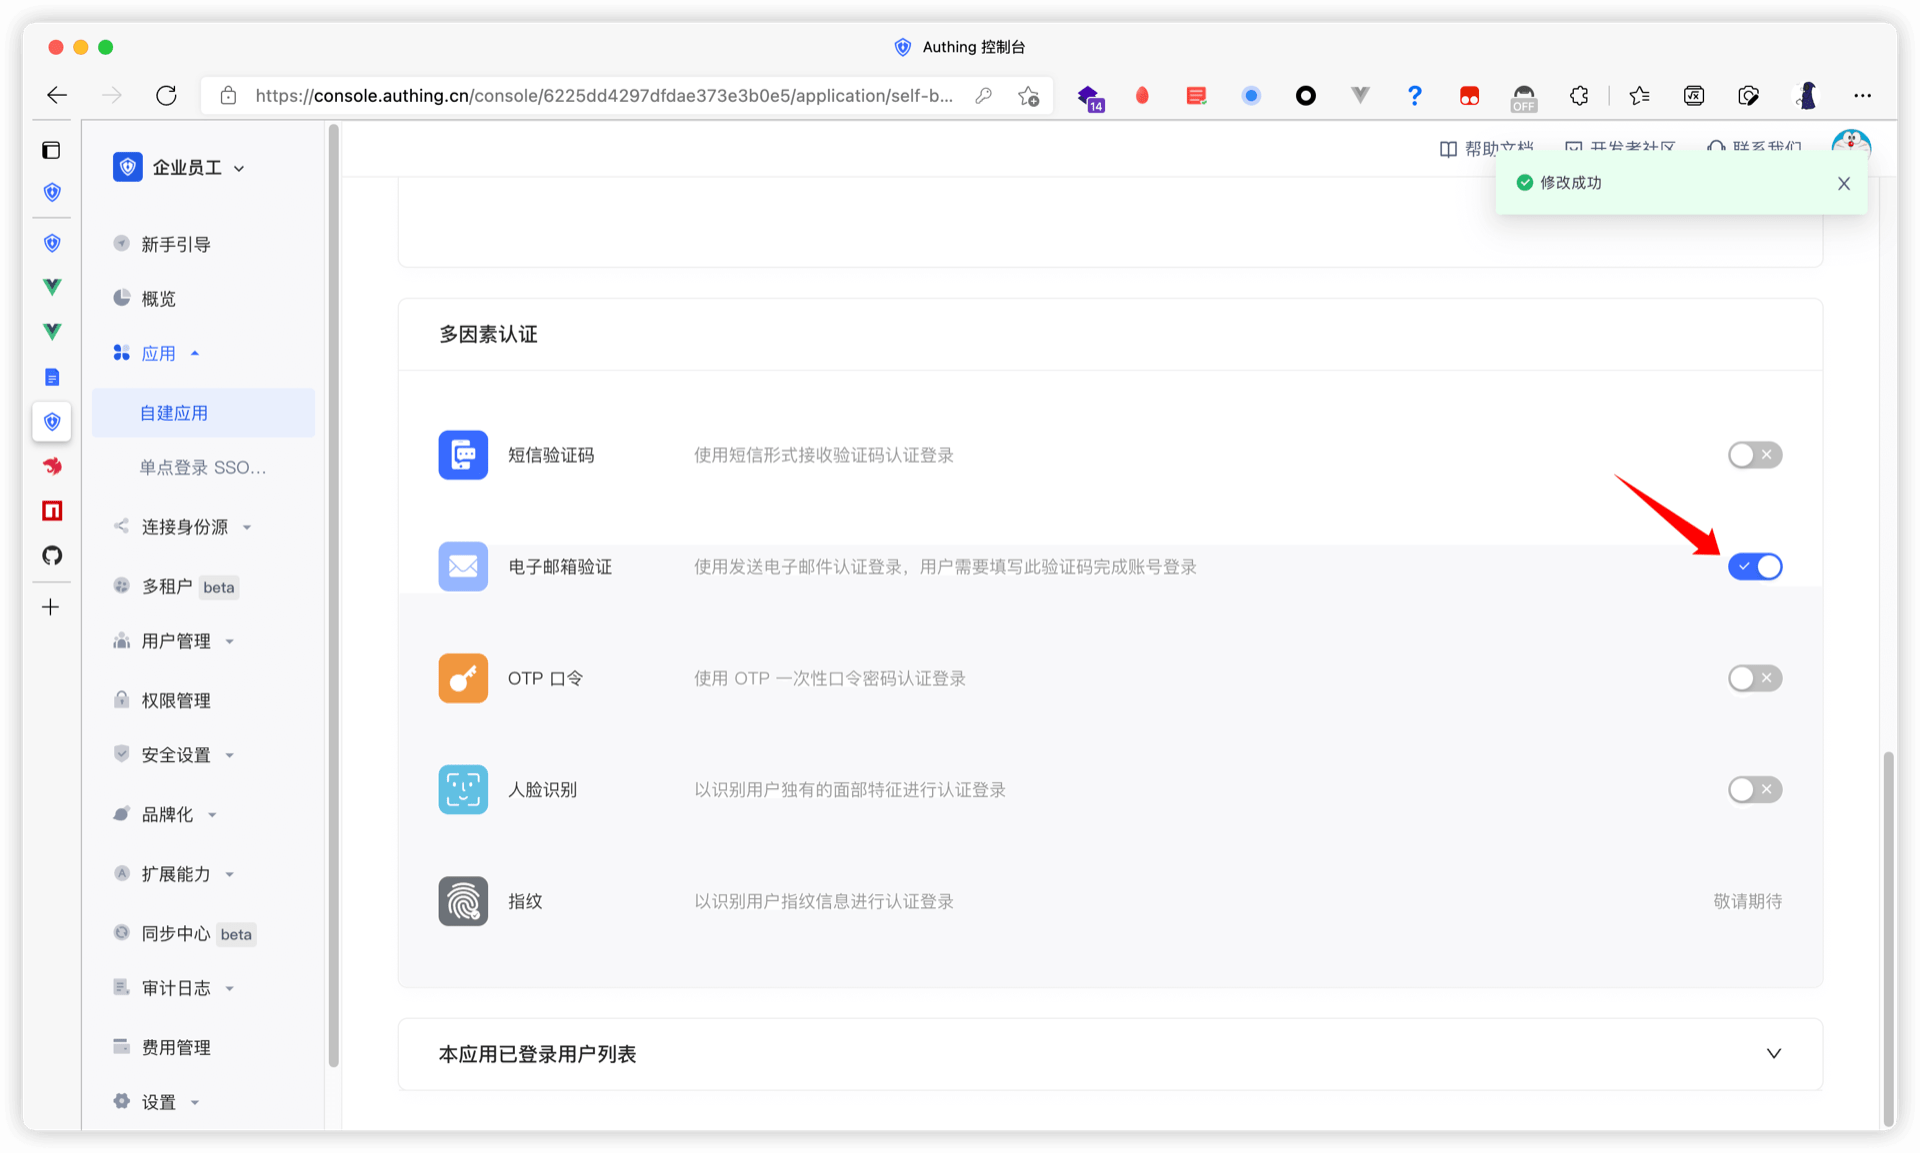 Authing 控制台
https://console.authing.cn/console/6225dd4297dfdae373e3b0e5/application/self-b...
14
OFF
企业员工
帮助文档
开发者社区
联系我们
修改成功
新手引导
概览
应用
自建应用
单点登录 SSO...
连接身份源
多租户 beta
用户管理
权限管理
安全设置
品牌化
扩展能力
同步中心 beta
审计日志
费用管理
设置
多因素认证
短信验证码 使用短信形式接收验证码认证登录
电子邮箱验证 使用发送电子邮件认证登录，用户需要填写此验证码完成账号登录
OTP 口令 使用 OTP 一次性口令密码认证登录
人脸识别 以识别用户独有的面部特征进行认证登录
指纹 以识别用户指纹信息进行认证登录 敬请期待
本应用已登录用户列表